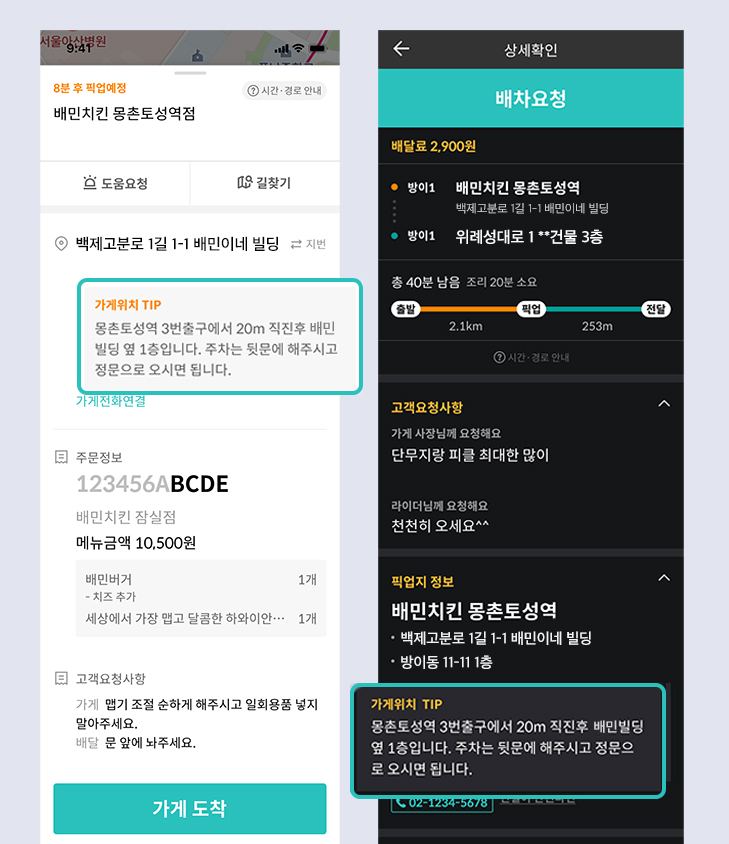 서울아산병원
9:41
8분 후 픽업예정
시간·경로 안내
배민치킨 몽촌토성역점
도움요청
길찾기
백제고분로 1길 1-1 배민이네 빌딩
지번
가게위치 TIP
몽촌토성역 3번출구에서 20m 직진후 배민
빌딩 옆 1층입니다. 주차는 뒷문에 해주시고
정문으로 오시면 됩니다.
가게전화연결
주문정보
123456ABCDE
배민치킨 잠실점
메뉴금액 10,500원
배민버거 1개
- 치즈 추가
세상에서 가장 맵고 달콤한 하와이안… 1개
고객요청사항
가게 맵기 조절 순하게 해주시고 일회용품 넣지
말아주세요.
배달 문 앞에 놔주세요.
가게 도착
상세확인
배차요청
배달료 2,900원
방이1 배민치킨 몽촌토성역
백제고분로 1길 1-1 배민이네 빌딩
방이1 위례성대로 1 **건물 3층
총 40분 남음 조리 20분 소요
출발 픽업 전달
2.1km 253m
시간·경로 안내
고객요청사항
가게 사장님께 요청해요
단무지랑 피클 최대한 많이
라이더님께 요청해요
천천히 오세요^^
픽업지 정보
배민치킨 몽촌토성역
· 백제고분로 1길 1-1 배민이네 빌딩
· 방이동 11-11 1층
가게위치 TIP
몽촌토성역 3번출구에서 20m 직진후 배민빌딩
옆 1층입니다. 주차는 뒷문에 해주시고 정문으
로 오시면 됩니다.
02-1234-5678